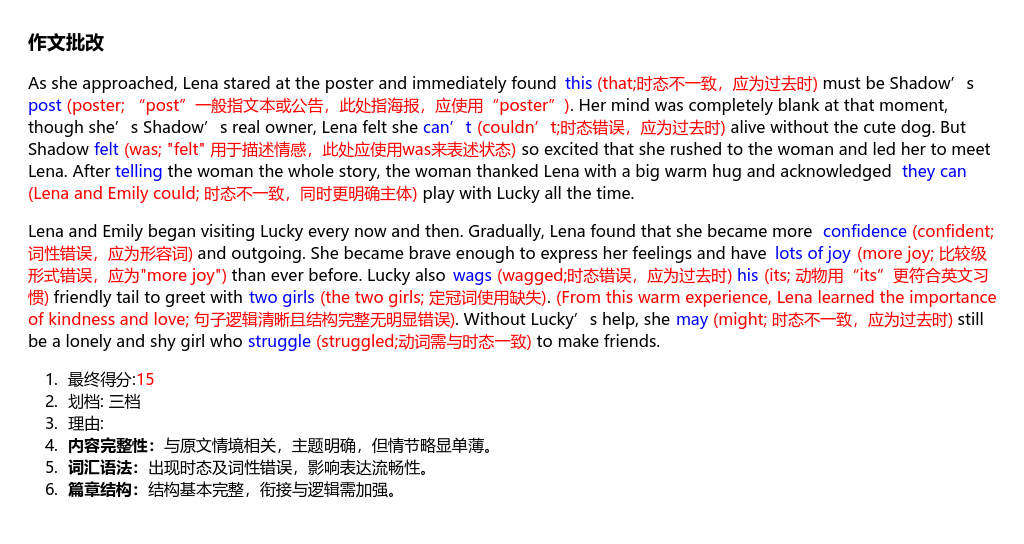 作文批改
As she approached, Lena stared at the poster and immediately found this (that;时态不一致，应为过去时) must be Shadow’s
post (poster; “post”一般指文本或公告，此处指海报，应使用“poster”). Her mind was completely blank at that moment,
though she’s Shadow’s real owner, Lena felt she can’t (couldn’t;时态错误，应为过去时) alive without the cute dog. But
Shadow felt (was; "felt" 用于描述情感，此处应使用was来表述状态) so excited that she rushed to the woman and led her to meet
Lena. After telling the woman the whole story, the woman thanked Lena with a big warm hug and acknowledged they can
(Lena and Emily could; 时态不一致，同时更明确主体) play with Lucky all the time.
Lena and Emily began visiting Lucky every now and then. Gradually, Lena found that she became more confidence (confident;
词性错误，应为形容词) and outgoing. She became brave enough to express her feelings and have lots of joy (more joy; 比较级
形式错误，应为"more joy") than ever before. Lucky also wags (wagged;时态错误，应为过去时) his (its; 动物用“its”更符合英文习
惯) friendly tail to greet with two girls (the two girls; 定冠词使用缺失). (From this warm experience, Lena learned the importance
of kindness and love; 句子逻辑清晰且结构完整无明显错误). Without Lucky’s help, she may (might; 时态不一致，应为过去时) still
be a lonely and shy girl who struggle (struggled;动词需与时态一致) to make friends.
1. 最终得分:15
2. 划档: 三档
3. 理由:
4. 内容完整性：与原文情境相关，主题明确，但情节略显单薄。
5. 词汇语法：出现时态及词性错误，影响表达流畅性。
6. 篇章结构：结构基本完整，衔接与逻辑需加强。